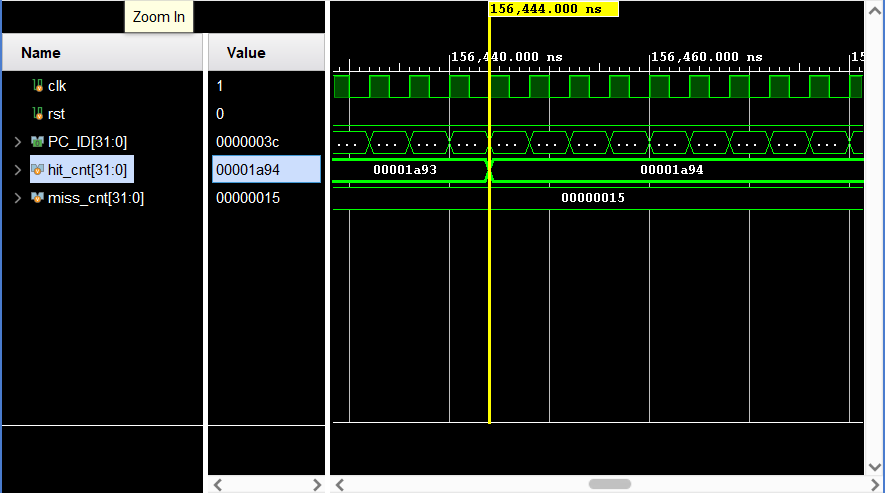 156,444.000 ns
Zoom In
Name
Value
156,440.000 ns
156,460.000 ns
15
clk
1
rst
0
PC_ID[31:0]
0000003c
... ... ... ... ... ... ... ... ... ... ... ... ... ...
hit_cnt[31:0]
00001a94
00001a93
00001a94
miss_cnt[31:0]
00000015
00000015